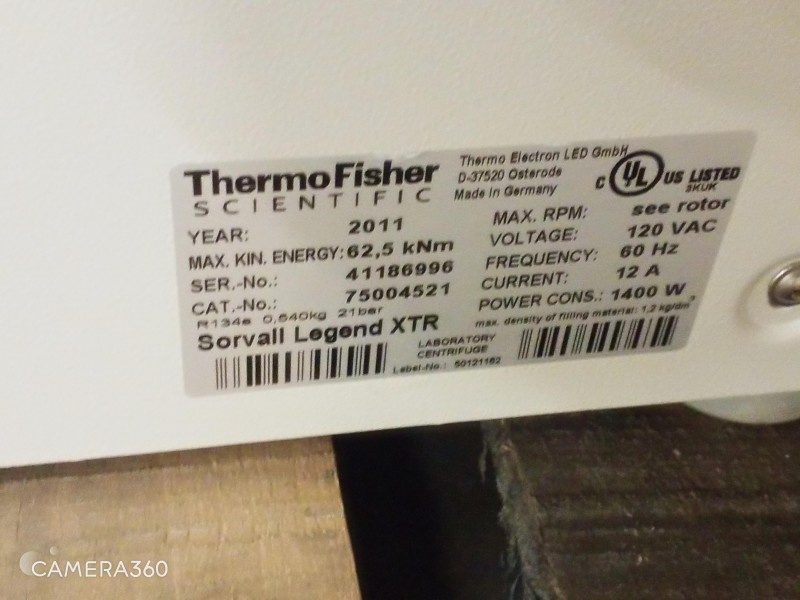 ThermoFisher
SCIENTIFIC
Thermo Electron LED GmbH
D-37520 Osterode
Made in Germany
C UL US LISTED
3KUK
YEAR: 2011
MAX. KIN. ENERGY: 62,5 kNm
SER.-No.: 41186996
CAT.-No.: 75004521
R134a 0,640kg 21bar
Sorvall Legend XTR
MAX. RPM: see rotor
VOLTAGE: 120 VAC
FREQUENCY: 60 Hz
CURRENT: 12 A
POWER CONS.: 1400 W
max. density of filling material: 1,2 kg/dm³
LABORATORY
CENTRIFUGE
Label-No.: 50121162
CAMERA360